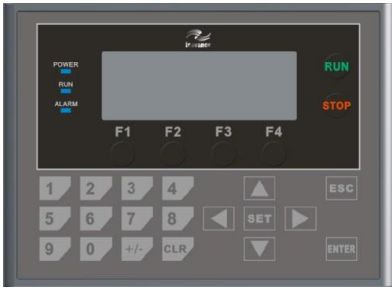 POWER
RUN
ALARM
RUN
STOP
F1 F2 F3 F4
1 2 3 4 ESC
5 6 7 8 SET
9 0 +/- CLR ENTER